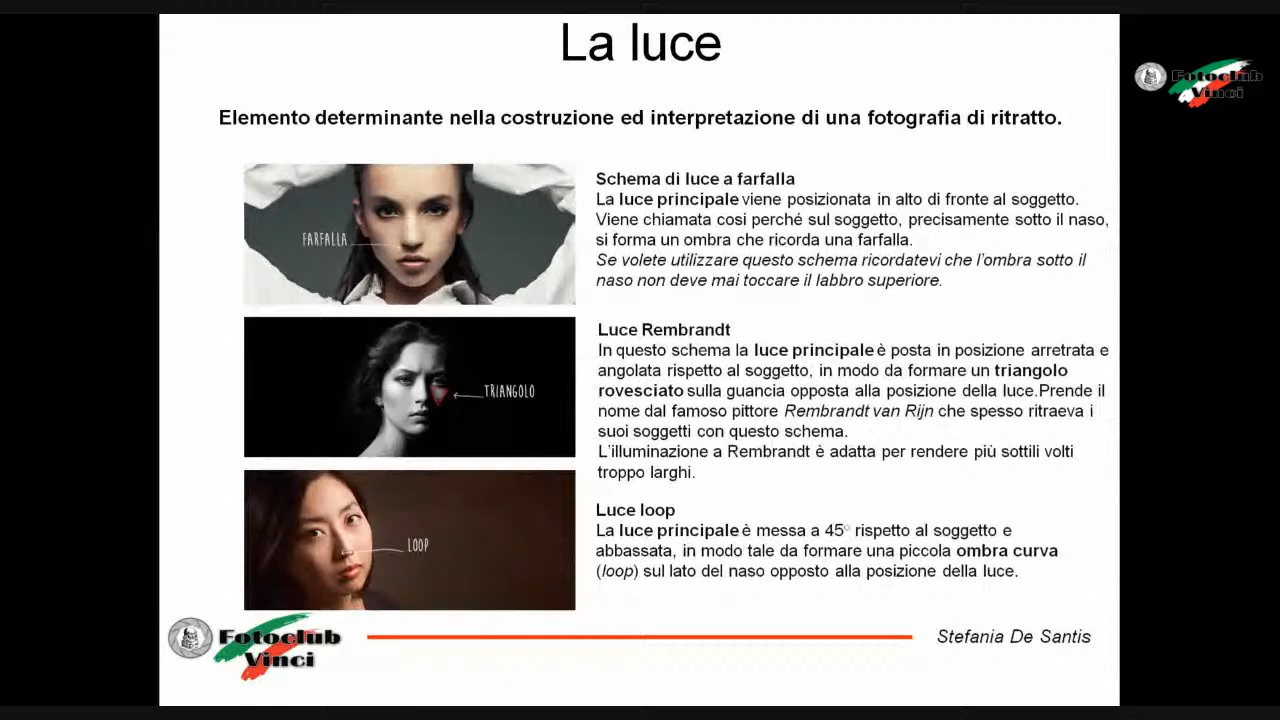 La luce
Fotoclub
Vinci
Elemento determinante nella costruzione ed interpretazione di una fotografia di ritratto.
FARFALLA
Schema di luce a farfalla
La luce principale viene posizionata in alto di fronte al soggetto.
Viene chiamata cosi perché sul soggetto, precisamente sotto il naso,
si forma un ombra che ricorda una farfalla.
Se volete utilizzare questo schema ricordatevi che l'ombra sotto il
naso non deve mai toccare il labbro superiore.
TRIANGOLO
Luce Rembrandt
In questo schema la luce principale è posta in posizione arretrata e
angolata rispetto al soggetto, in modo da formare un triangolo
rovesciato sulla guancia opposta alla posizione della luce.Prende il
nome dal famoso pittore Rembrandt van Rijn che spesso ritraeva i
suoi soggetti con questo schema.
L'illuminazione a Rembrandt è adatta per rendere più sottili volti
troppo larghi.
LOOP
Luce loop
La luce principale è messa a 45° rispetto al soggetto e
abbassata, in modo tale da formare una piccola ombra curva
(loop) sul lato del naso opposto alla posizione della luce.
Fotoclub
Vinci
Stefania De Santis